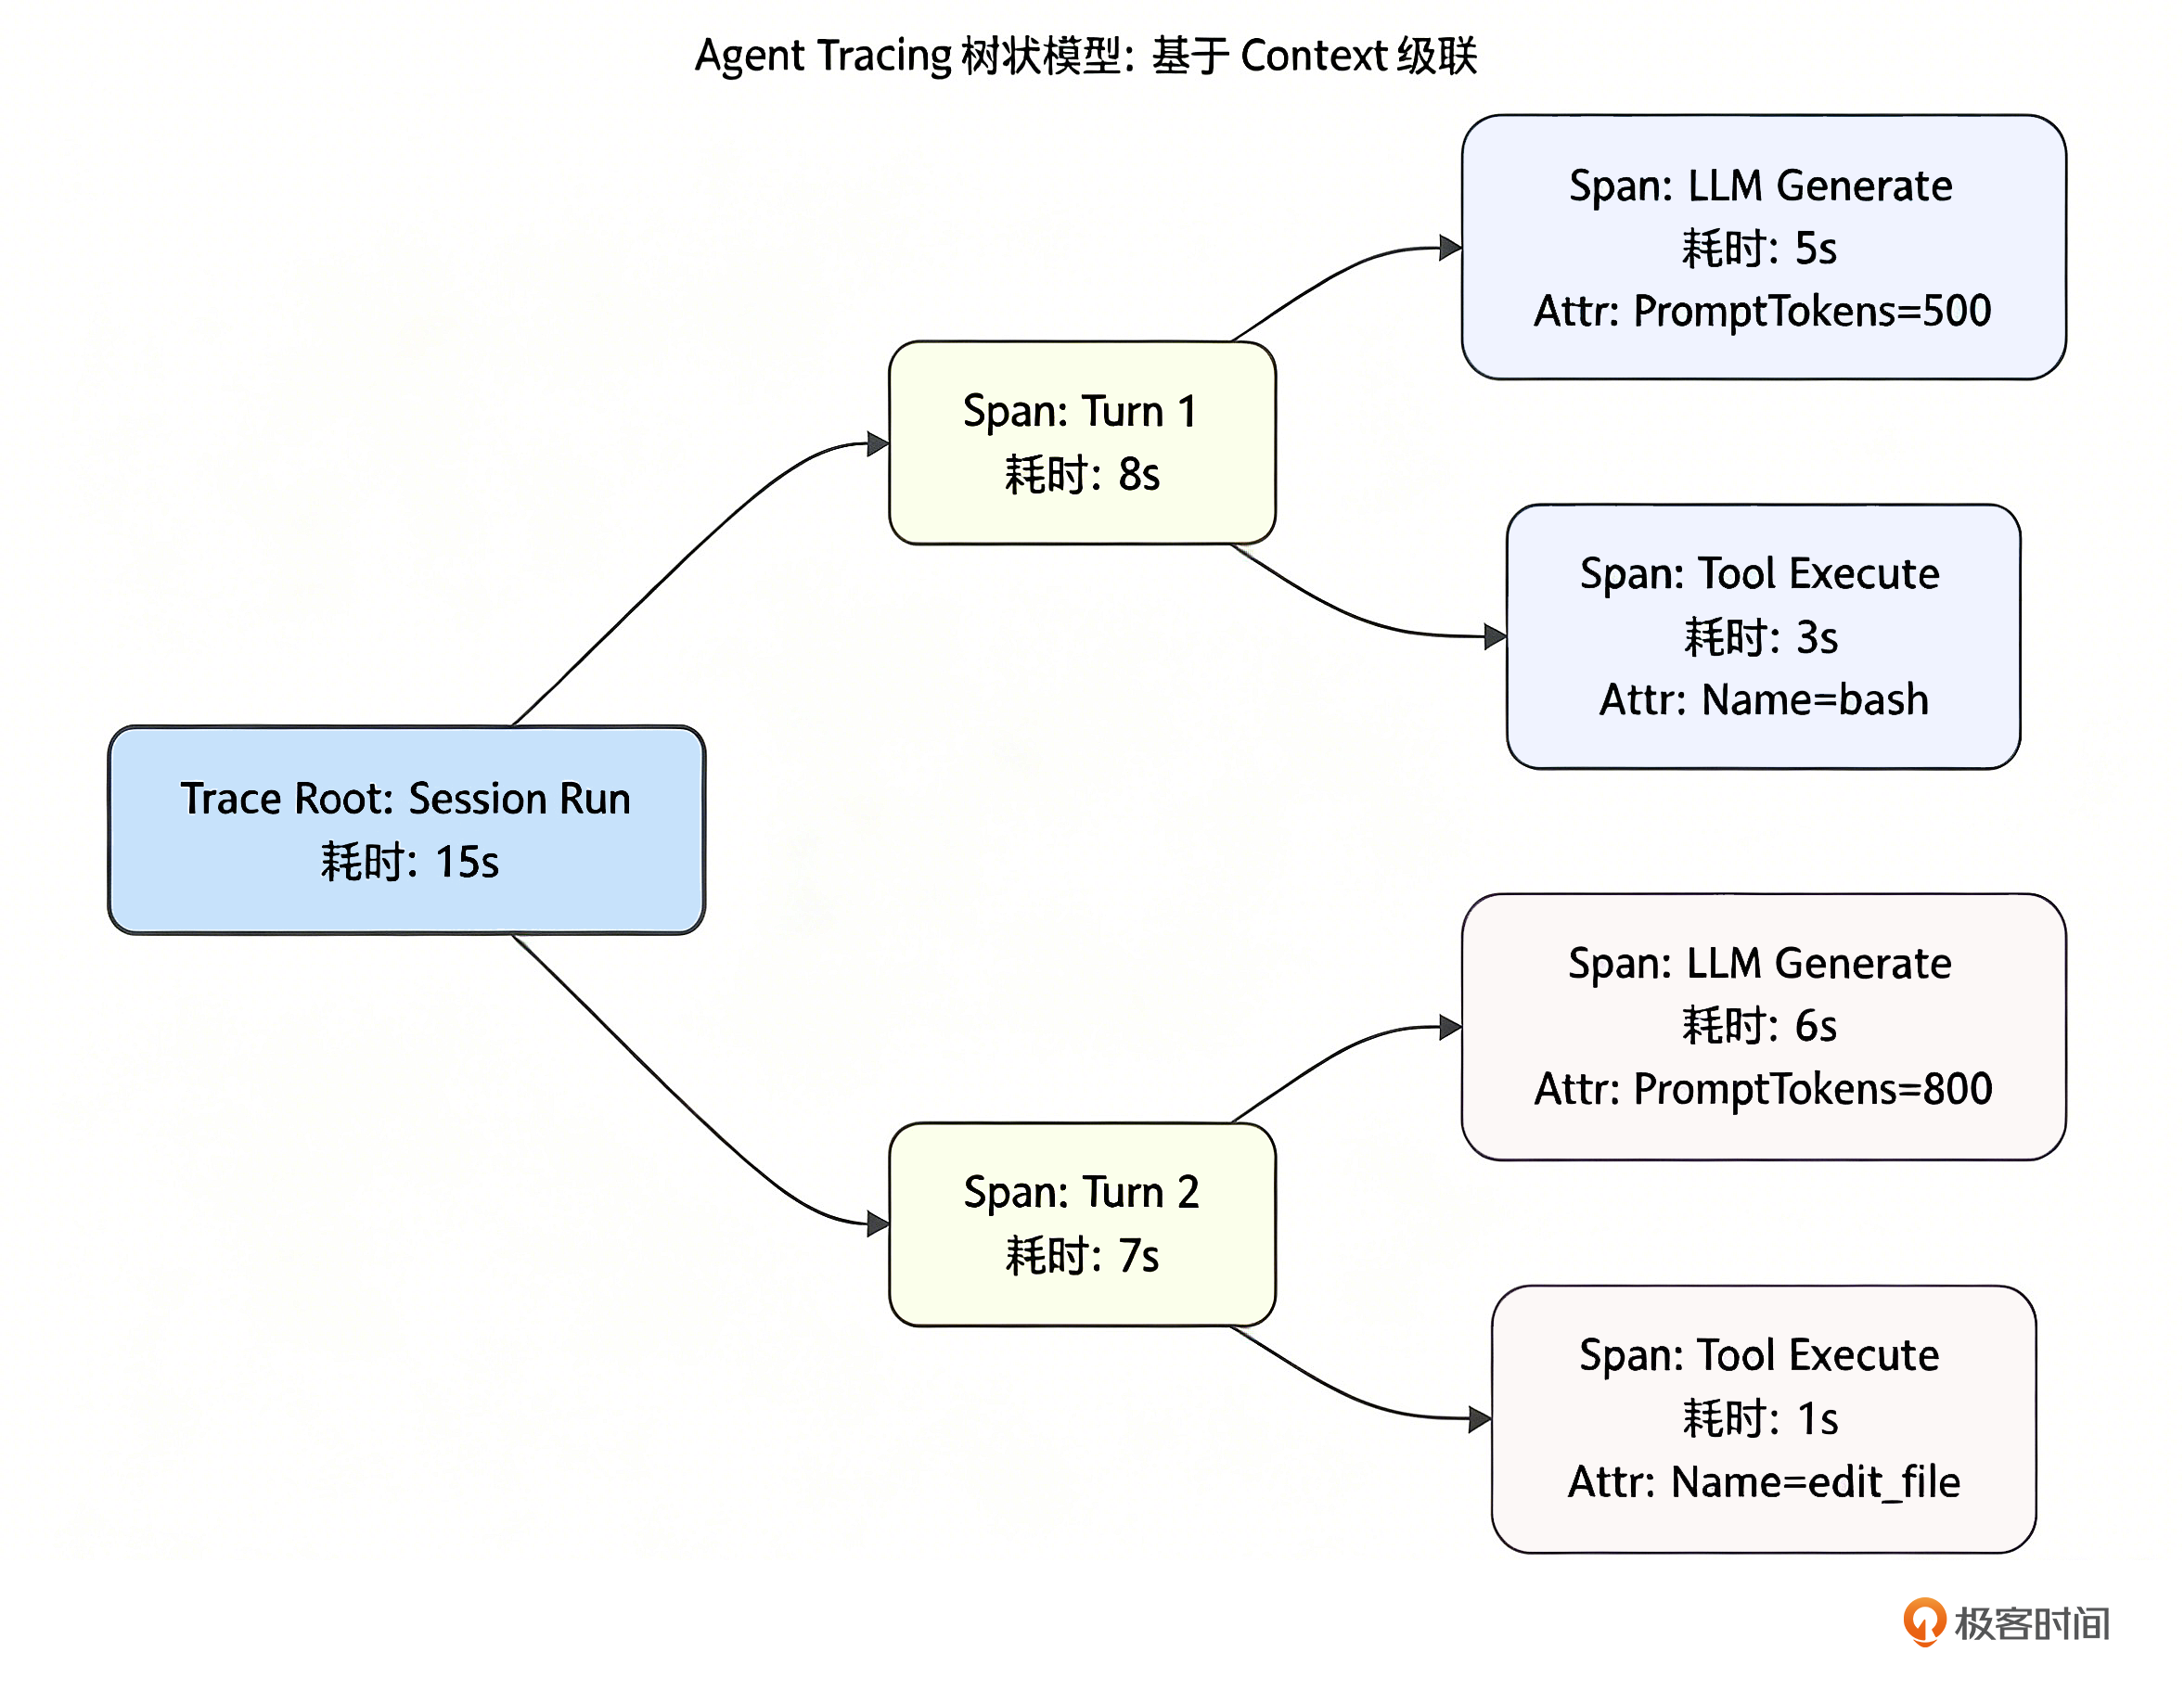 Agent Tracing 树状模型: 基于 Context 级联
Trace Root: Session Run
耗时: 15s
Span: Turn 1
耗时: 8s
Span: LLM Generate
耗时: 5s
Attr: PromptTokens=500
Span: Tool Execute
耗时: 3s
Attr: Name=bash
Span: Turn 2
耗时: 7s
Span: LLM Generate
耗时: 6s
Attr: PromptTokens=800
Span: Tool Execute
耗时: 1s
Attr: Name=edit_file
极客时间